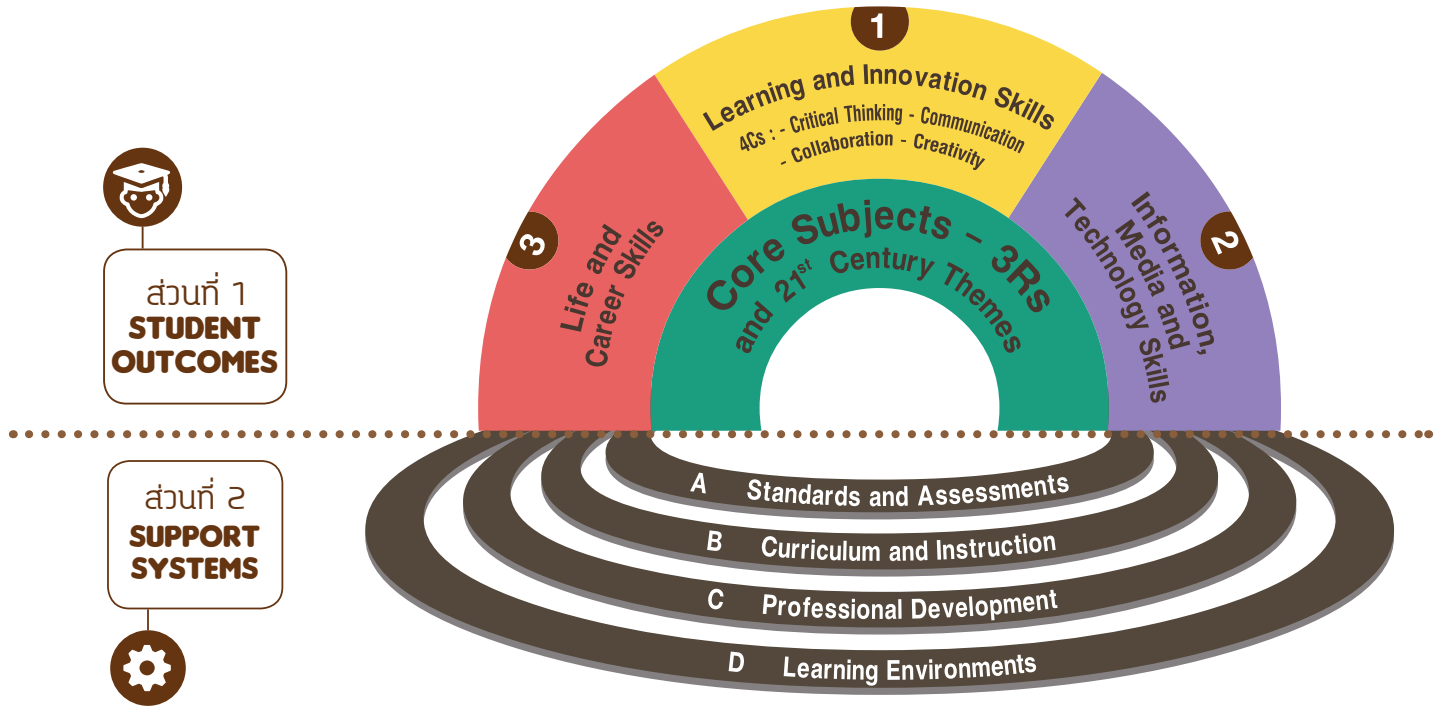 1
Learning and Innovation Skills
4Cs : - Critical Thinking - Communication
- Collaboration - Creativity
2
Information,
Media and
Technology Skills
3
Life and
Career Skills
Core Subjects – 3Rs
and 21st Century Themes
ส่วนที่ 1
STUDENT
OUTCOMES
ส่วนที่ 2
SUPPORT
SYSTEMS
A Standards and Assessments
B Curriculum and Instruction
C Professional Development
D Learning Environments